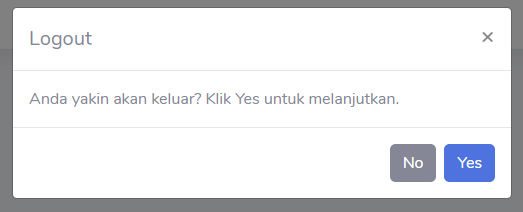 Logout
×
Anda yakin akan keluar? Klik Yes untuk melanjutkan.
No
Yes